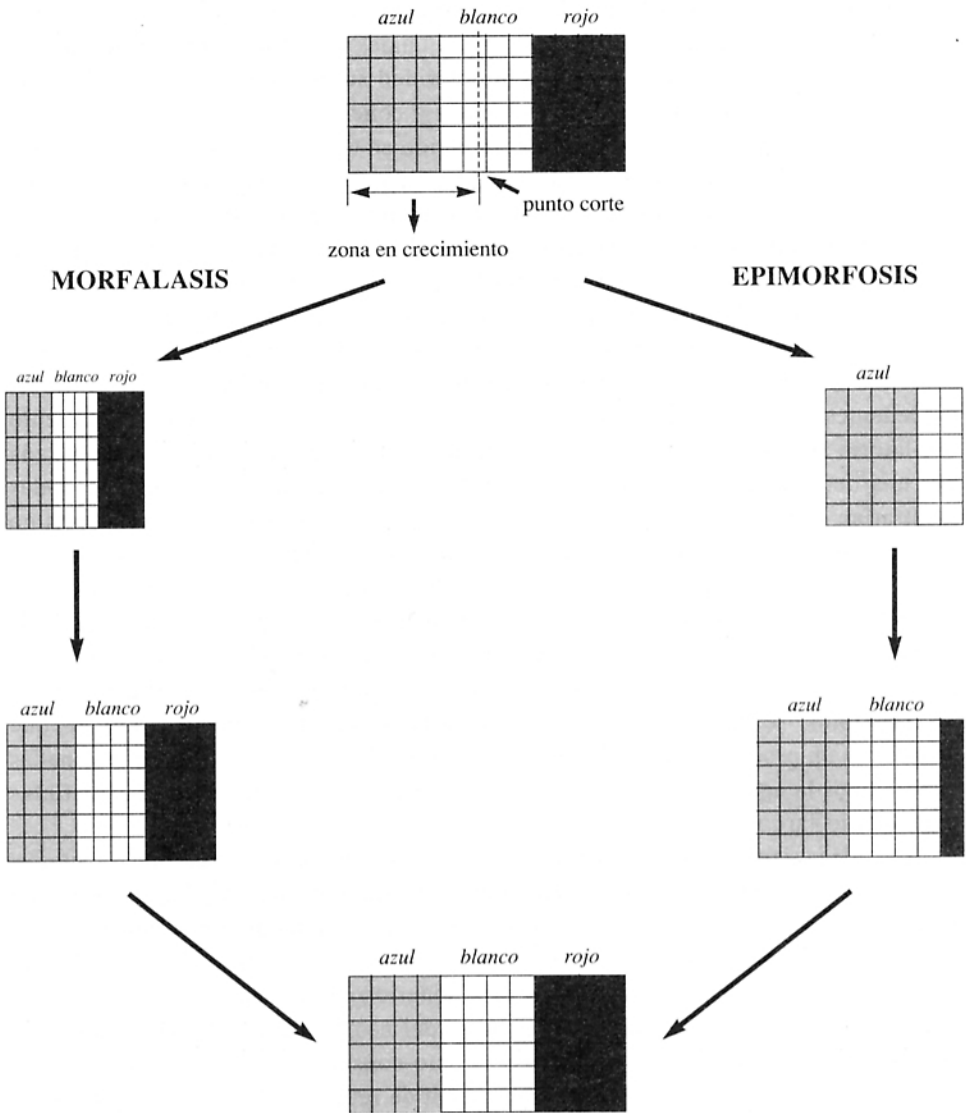 azul blanco rojo
punto corte
zona en crecimiento
MORFALASIS
EPIMORFOSIS
azul blanco rojo
azul
azul blanco rojo
azul blanco
azul blanco rojo